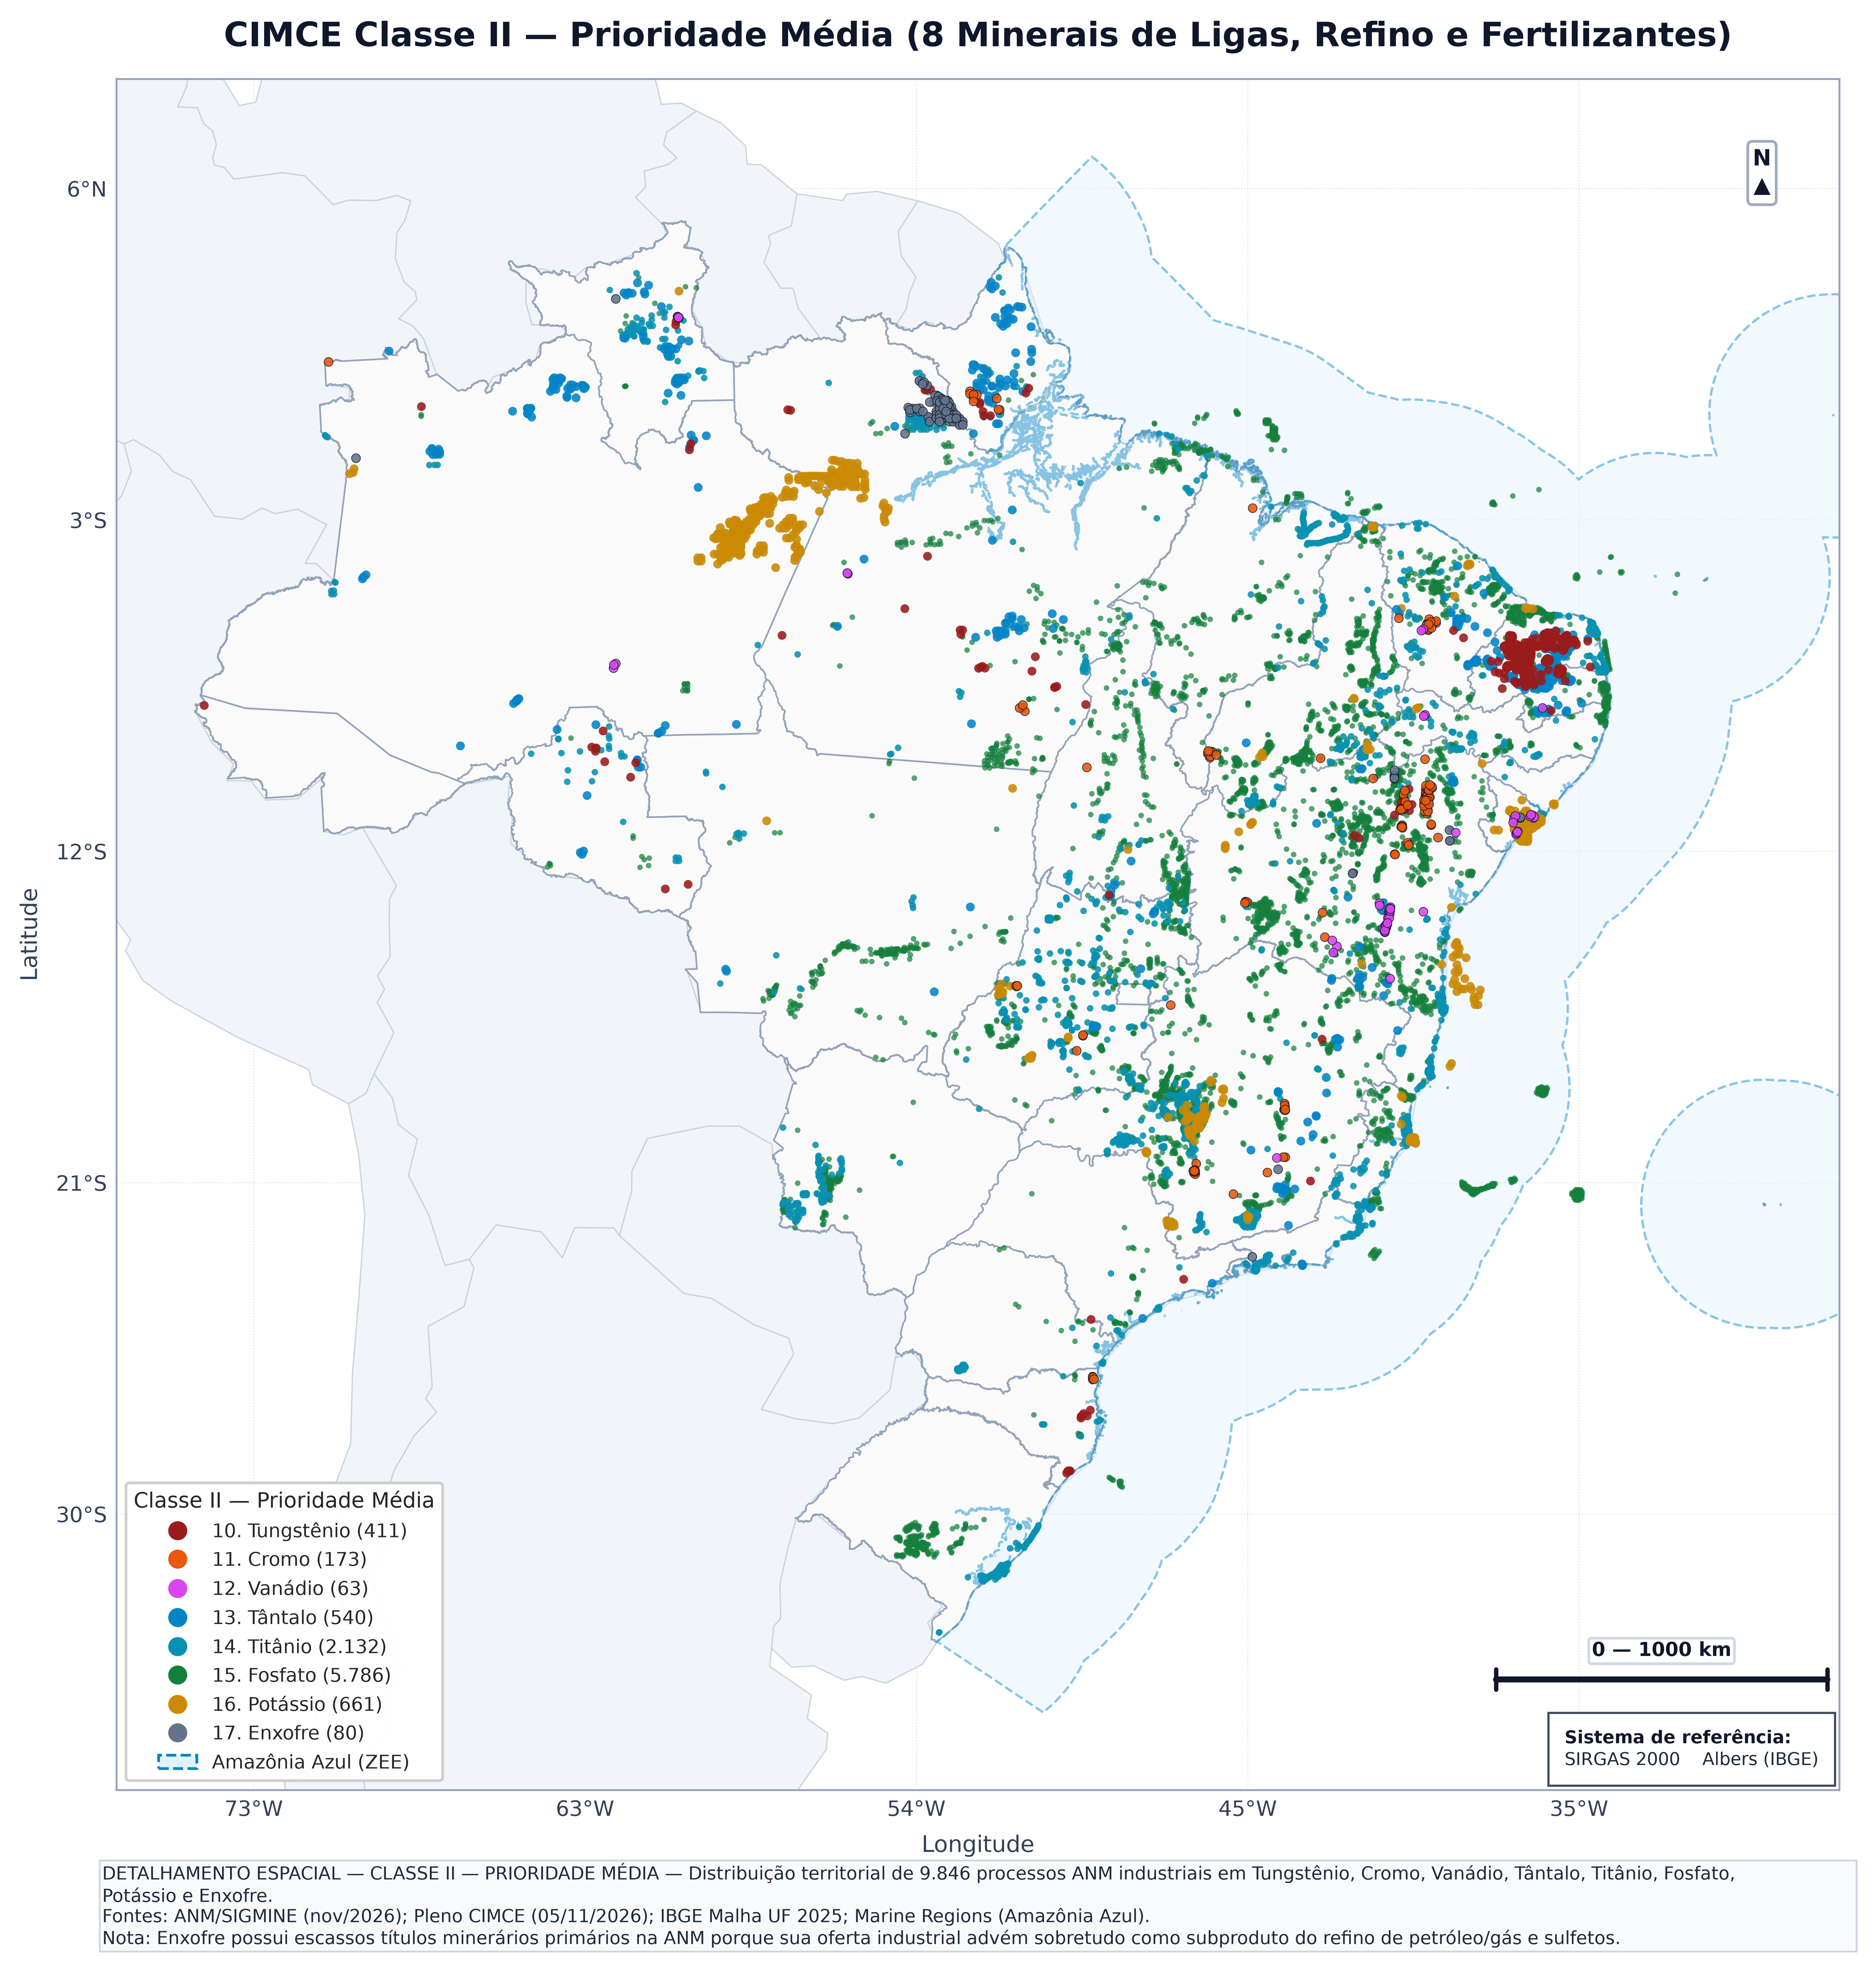 CIMCE Classe II — Prioridade Média (8 Minerais de Ligas, Refino e Fertilizantes)
N
6°N
3°S
12°S
21°S
30°S
Latitude
Classe II — Prioridade Média
10. Tungstênio (411)
11. Cromo (173)
12. Vanádio (63)
13. Tântalo (540)
14. Titânio (2.132)
15. Fosfato (5.786)
16. Potássio (661)
17. Enxofre (80)
Amazônia Azul (ZEE)
0 — 1000 km
Sistema de referência:
SIRGAS 2000 Albers (IBGE)
73°W 63°W 54°W 45°W 35°W
Longitude
DETALHAMENTO ESPACIAL — CLASSE II — PRIORIDADE MÉDIA — Distribuição territorial de 9.846 processos ANM industriais em Tungstênio, Cromo, Vanádio, Tântalo, Titânio, Fosfato,
Potássio e Enxofre.
Fontes: ANM/SIGMINE (nov/2026); Pleno CIMCE (05/11/2026); IBGE Malha UF 2025; Marine Regions (Amazônia Azul).
Nota: Enxofre possui escassos títulos minerários primários na ANM porque sua oferta industrial advém sobretudo como subproduto do refino de petróleo/gás e sulfetos.